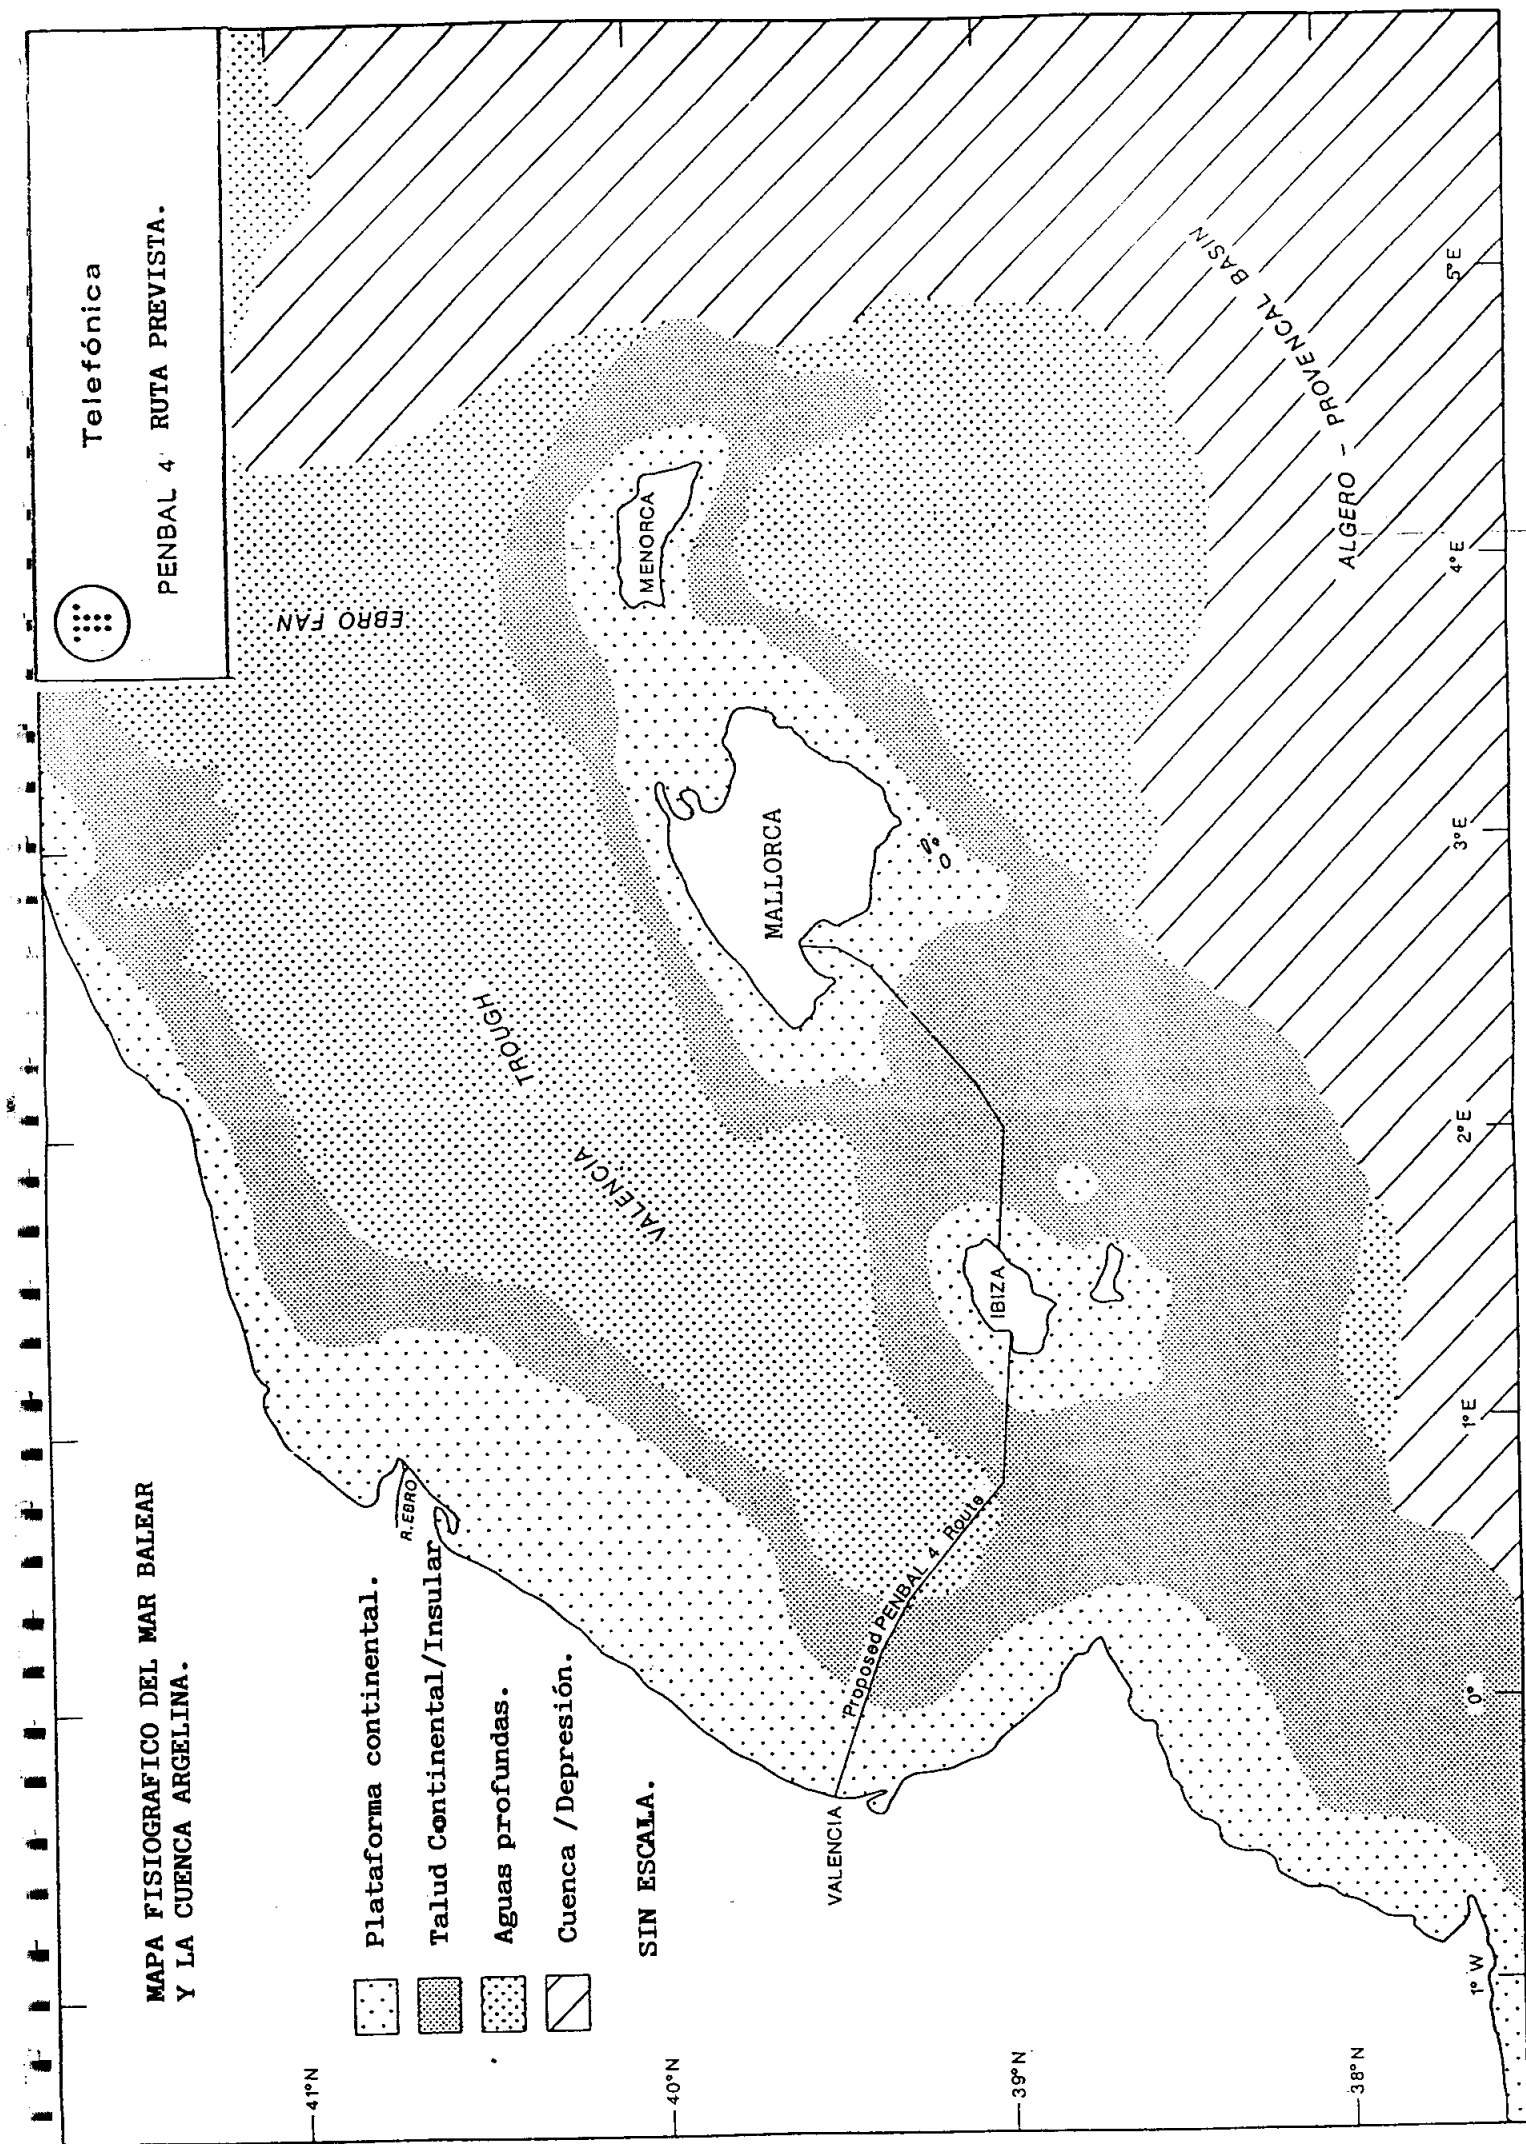 Telefónica
PENBAL 4 RUTA PREVISTA.
MAPA FISIOGRAFICO DEL MAR BALEAR
Y LA CUENCA ARGELINA.
Plataforma continental.
Talud Continental/Insular
Aguas profundas.
Cuenca /Depresión.
SIN ESCALA.
R. EBRO
EBRO FAN
VALENCIA TROUGH
MENORCA
MALLORCA
IBIZA
VALENCIA
Proposed PENBAL 4 Route
ALGERO - PROVENCAL BASIN
41°N
40°N
39°N
38°N
1° W
0°
1° E
2° E
3° E
4° E
5° E